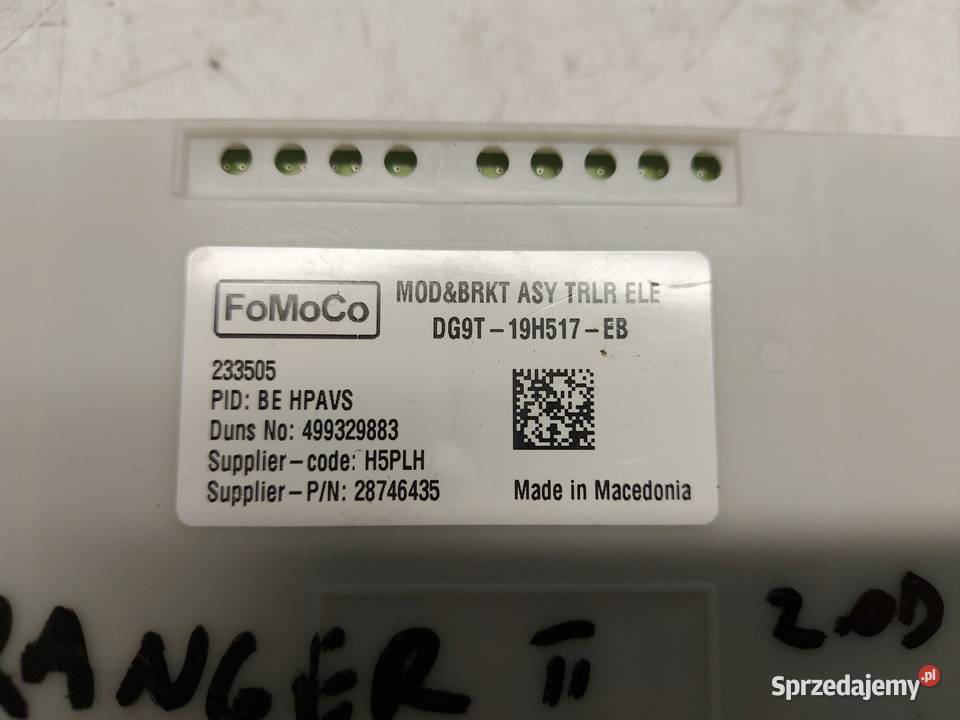 FoMoCo
MOD&BRKT ASY TRLR ELE
DG9T-19H517-EB
233505
PID: BE HPAVS
Duns No: 499329883
Supplier-code: H5PLH
Supplier-P/N: 28746435
Made in Macedonia
RANGER II 2.0D
Sprzedajemy.pl